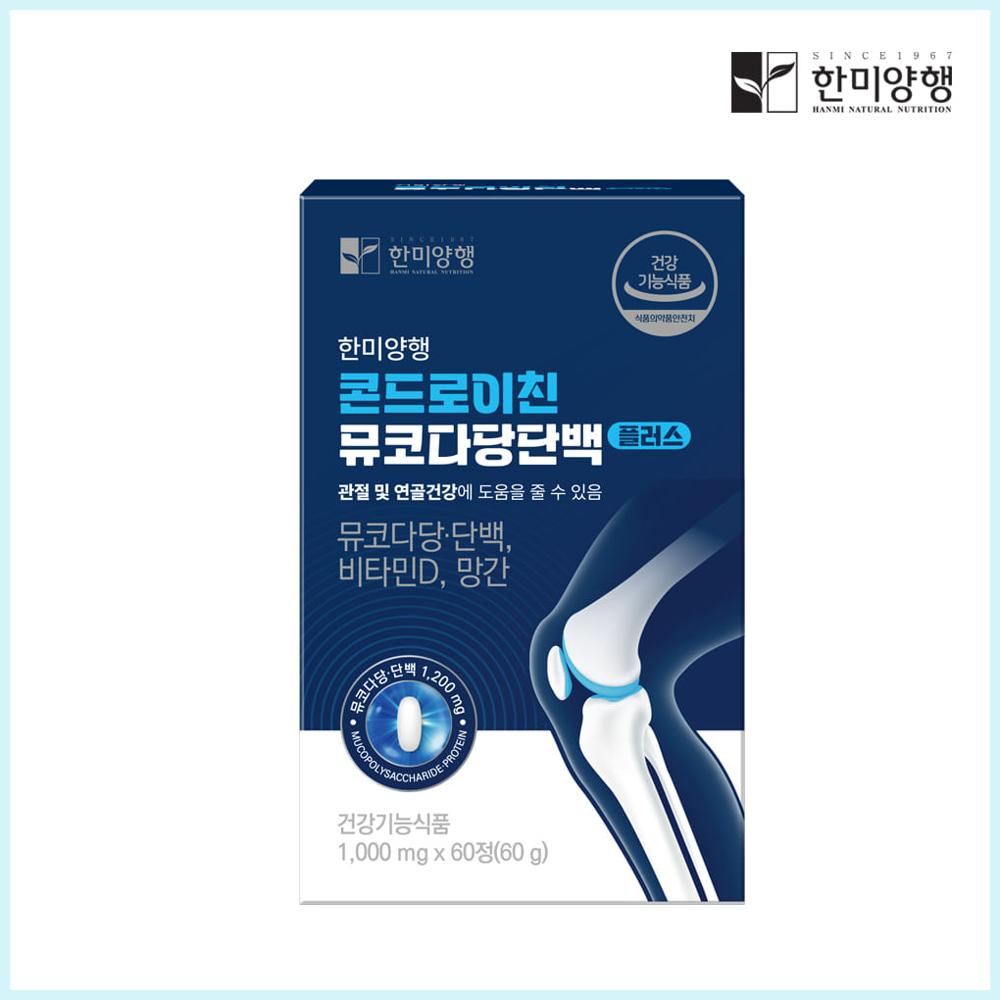 SINCE1967
한미양행
HANMI NATURAL NUTRITION
SINCE1967
한미양행
HANMI NATURAL NUTRITION
건강
기능식품
식품의약품안전처
한미양행
콘드로이친
뮤코다당단백 플러스
관절 및 연골건강에 도움을 줄 수 있음
뮤코다당·단백,
비타민D, 망간
뮤코다당·단백 1,200 mg
MUCOPOLYSACCHARIDE·PROTEIN
건강기능식품
1,000 mg x 60정(60 g)